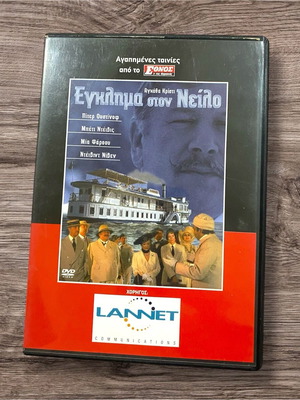 Αγαπημένες ταινίες
από το ΕΘΝΟΣ
Έγκλημα στον Νείλο
Αγκάθα Κρίστι
Πίτερ Ουστίνοφ
Μπέτι Ντέιβις
Μία Φάροου
Ντέιβιντ Νίβεν
DVD
ΧΟΡΗΓΟΣ:
LANNET
COMMUNICATIONS